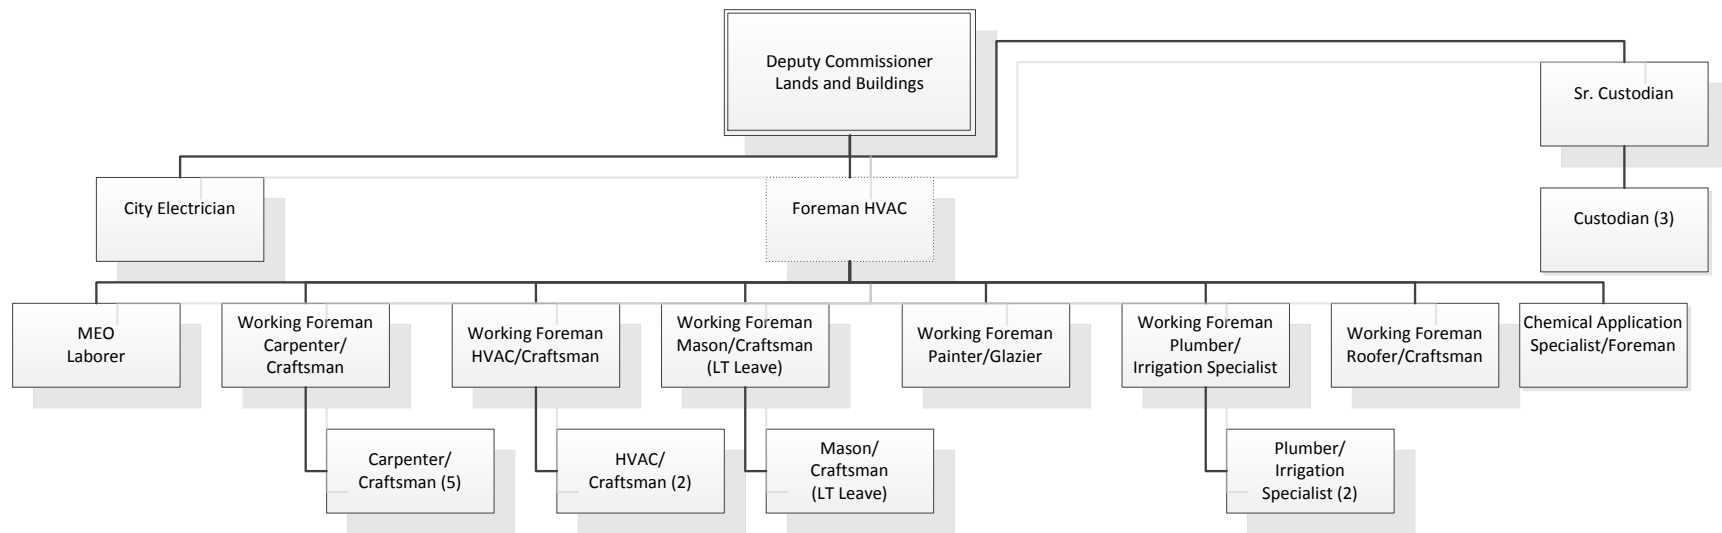 Deputy Commissioner
Lands and Buildings
Sr. Custodian
City Electrician
Foreman HVAC
Custodian (3)
MEO
Laborer
Working Foreman
Carpenter/
Craftsman
Working Foreman
HVAC/Craftsman
Working Foreman
Mason/Craftsman
(LT Leave)
Working Foreman
Painter/Glazier
Working Foreman
Plumber/
Irrigation Specialist
Working Foreman
Roofer/Craftsman
Chemical Application
Specialist/Foreman
Carpenter/
Craftsman (5)
HVAC/
Craftsman (2)
Mason/
Craftsman
(LT Leave)
Plumber/
Irrigation
Specialist (2)